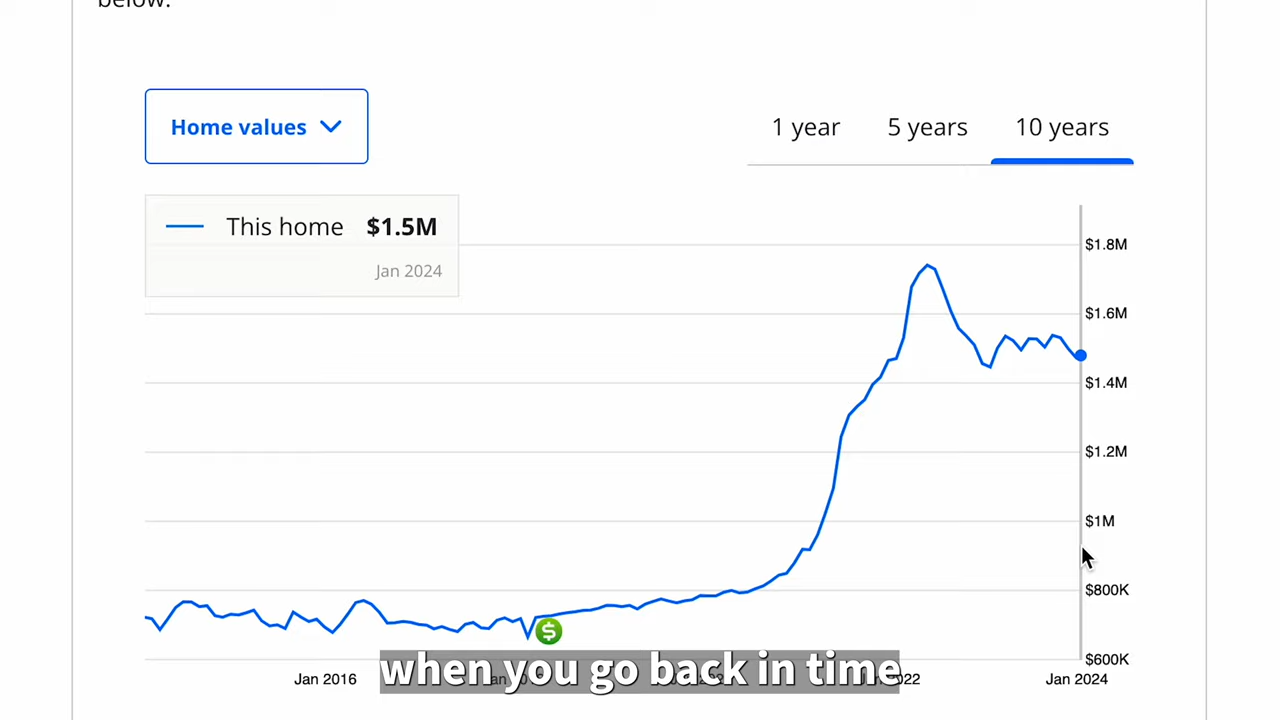 below.
Home values
1 year 5 years 10 years
This home $1.5M
Jan 2024
$1.8M
$1.6M
$1.4M
$1.2M
$1M
$800K
$600K
$
when you go back in time
Jan 2016
Jan 2024